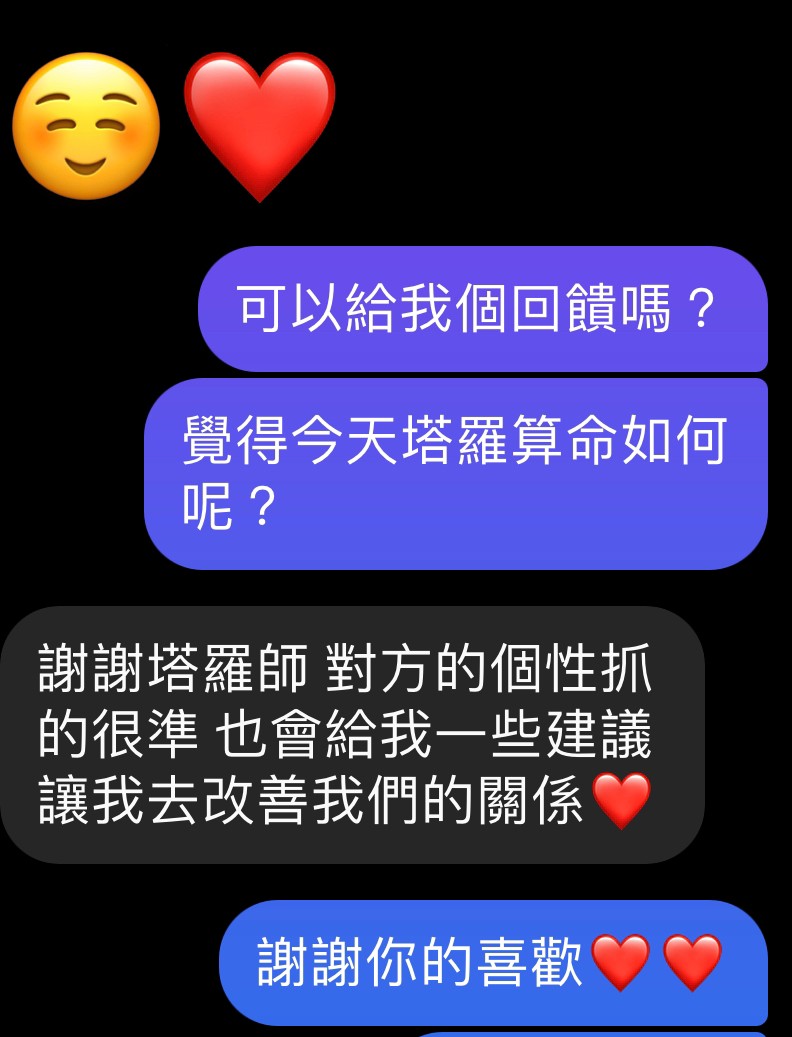 ☺️❤️
可以給我個回饋嗎？
覺得今天塔羅算命如何
呢？
謝謝塔羅師 對方的個性抓
的很準 也會給我一些建議
讓我去改善我們的關係❤️
謝謝你的喜歡❤️❤️